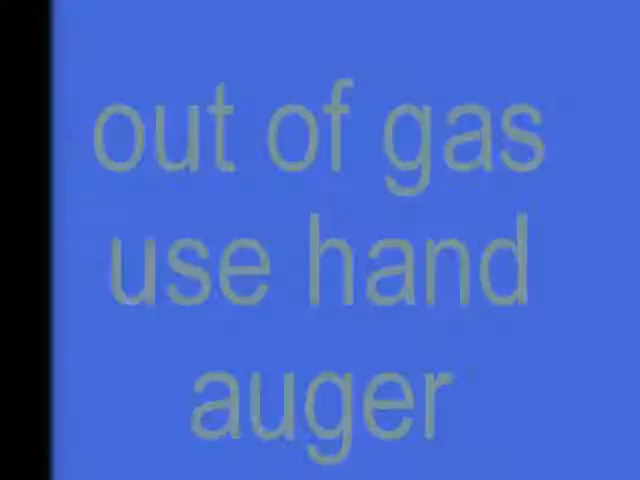 out of gas
use hand
auger